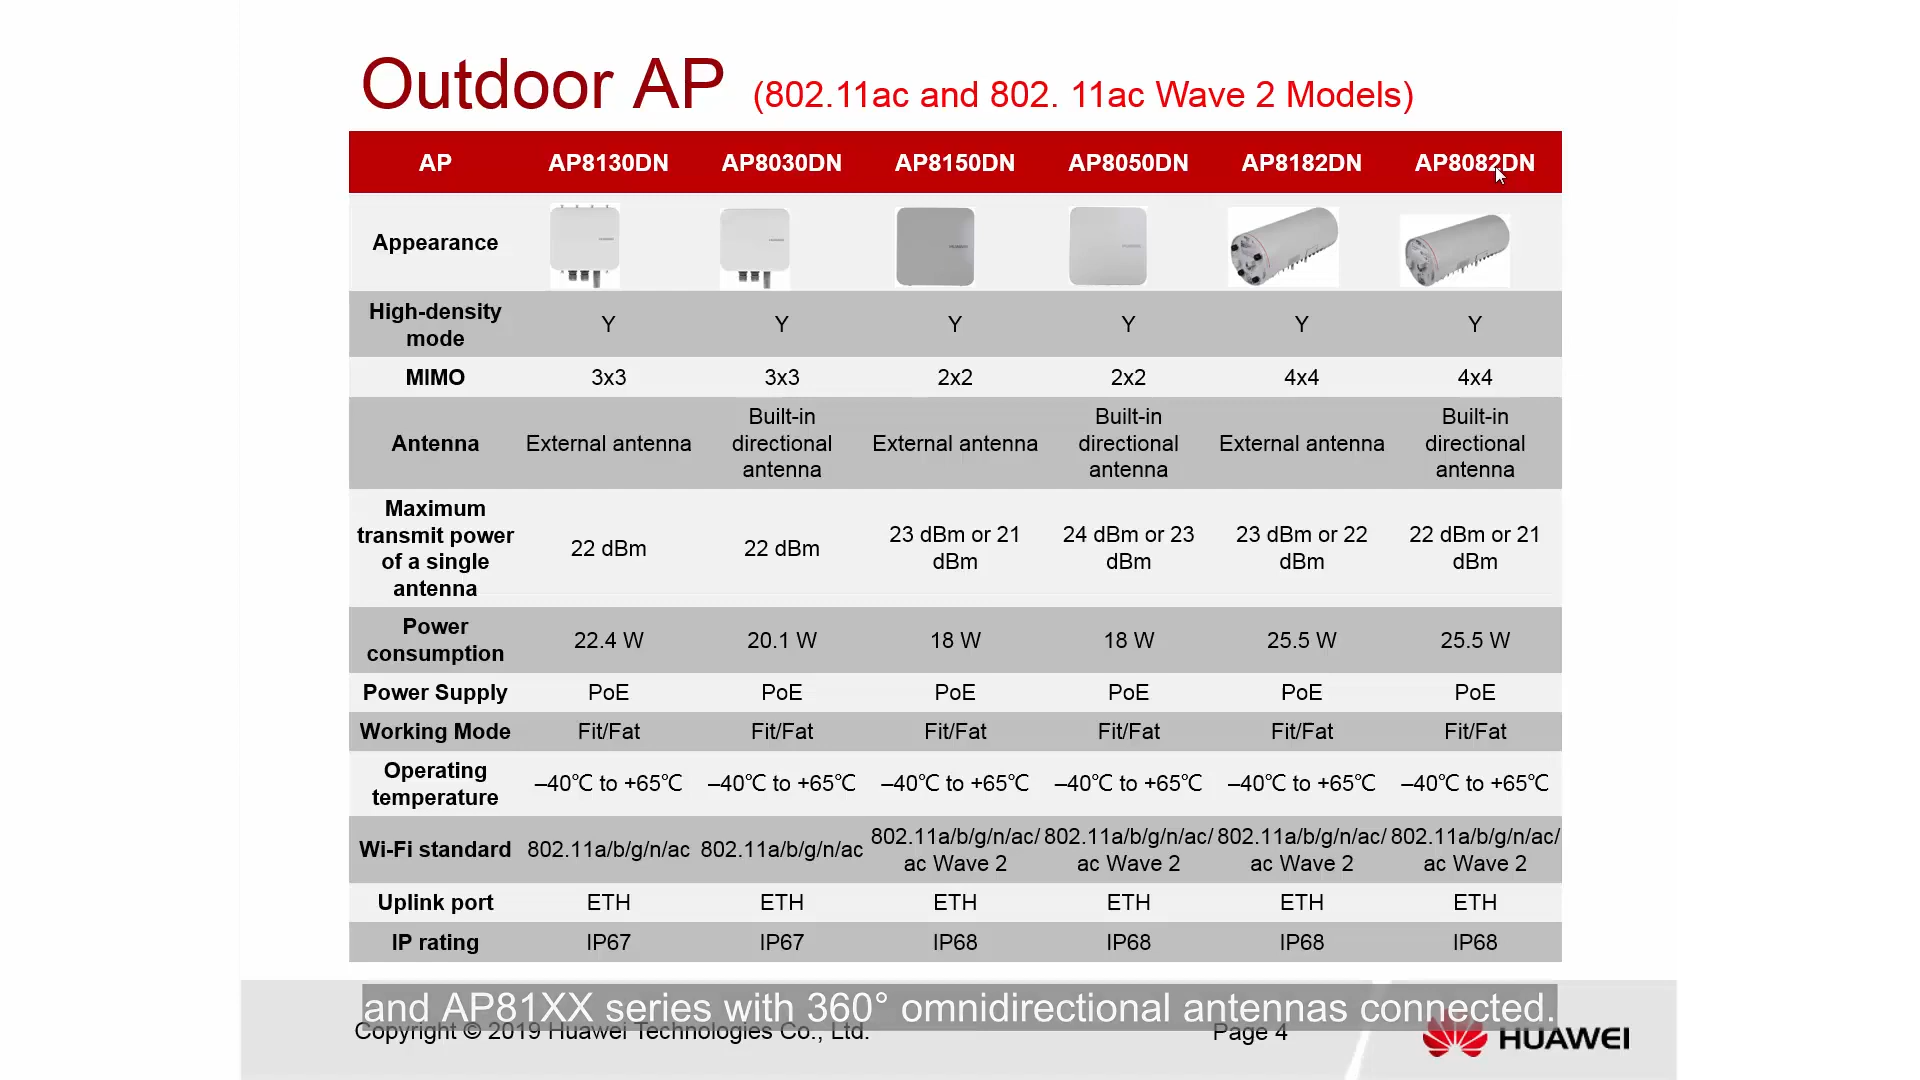 Outdoor AP (802.11ac and 802. 11ac Wave 2 Models)
AP AP8130DN AP8030DN AP8150DN AP8050DN AP8182DN AP8082DN
Appearance
High-density
mode Y Y Y Y Y Y
MIMO 3x3 3x3 2x2 2x2 4x4 4x4
Antenna External antenna Built-in
directional
antenna External antenna Built-in
directional
antenna External antenna Built-in
directional
antenna
Maximum
transmit power
of a single
antenna 22 dBm 22 dBm 23 dBm or 21
dBm 24 dBm or 23
dBm 23 dBm or 22
dBm 22 dBm or 21
dBm
Power
consumption 22.4 W 20.1 W 18 W 18 W 25.5 W 25.5 W
Power Supply PoE PoE PoE PoE PoE PoE
Working Mode Fit/Fat Fit/Fat Fit/Fat Fit/Fat Fit/Fat Fit/Fat
Operating
temperature –40℃ to +65℃ –40℃ to +65℃ –40℃ to +65℃ –40℃ to +65℃ –40℃ to +65℃ –40℃ to +65℃
Wi-Fi standard 802.11a/b/g/n/ac 802.11a/b/g/n/ac 802.11a/b/g/n/ac/
ac Wave 2 802.11a/b/g/n/ac/
ac Wave 2 802.11a/b/g/n/ac/
ac Wave 2 802.11a/b/g/n/ac/
ac Wave 2
Uplink port ETH ETH ETH ETH ETH ETH
IP rating IP67 IP67 IP68 IP68 IP68 IP68
and AP81XX series with 360° omnidirectional antennas connected.
Copyright © 2019 Huawei Technologies Co., Ltd. Page 4
HUAWEI